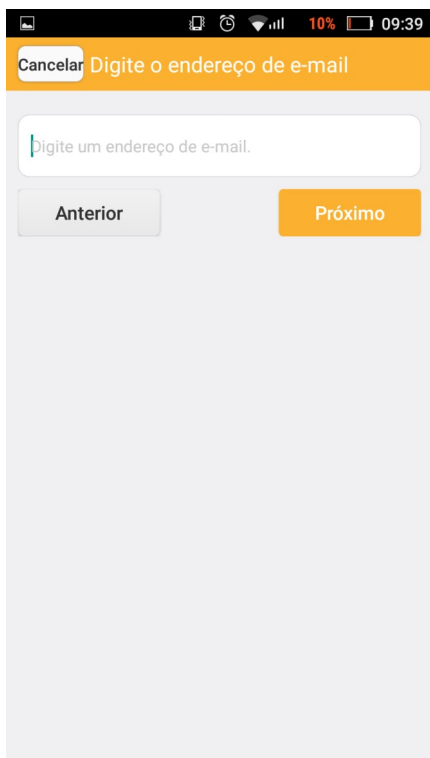 10% 09:39
Cancelar Digite o endereço de e-mail
Digite um endereço de e-mail.
Anterior Próximo